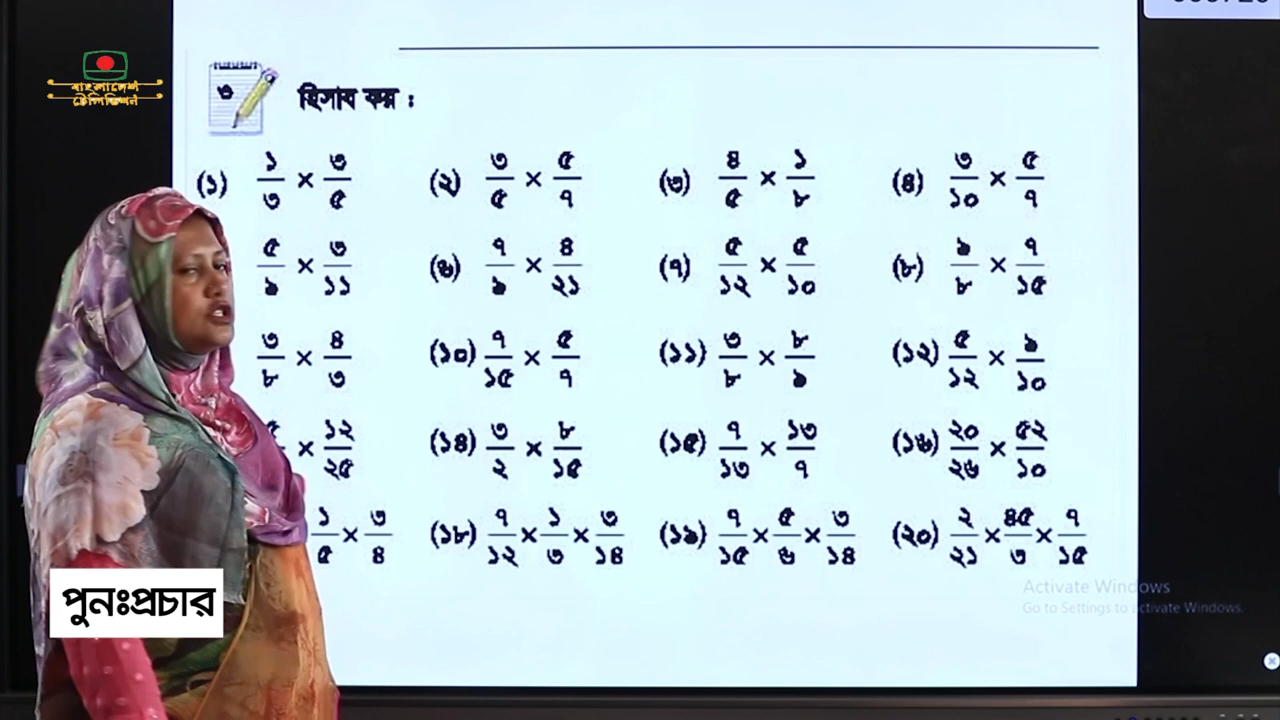 বাংলাদেশ
টেলিভিশন
৩ হিসাব কর :
(১) ১/৩ × ৩/৫ (২) ৩/৫ × ৫/৭ (৩) ৪/৫ × ১/৮ (৪) ৩/১০ × ৫/৭
৫/৯ × ৩/১১ (৬) ৭/৯ × ৪/২১ (৭) ৫/১২ × ৫/১০ (৮) ৯/৮ × ৭/১৫
৩/৮ × ৪/৩ (১০) ৭/১৫ × ৫/৭ (১১) ৩/৮ × ৮/৯ (১২) ৫/১২ × ৯/১০
× ১২/২৫ (১৪) ৩/২ × ৮/১৫ (১৫) ৭/১৩ × ১৩/৭ (১৬) ২০/২৬ × ৫২/১০
১/৫ × ৩/৪ (১৮) ৭/১২ × ১/৩ × ৩/১৪ (১৯) ৭/১৫ × ৫/৬ × ৩/১৪ (২০) ২/২১ × ৪৫/৩ × ৭/১৫
Activate Windows
Go to Settings to activate Windows.
পুনঃপ্রচার